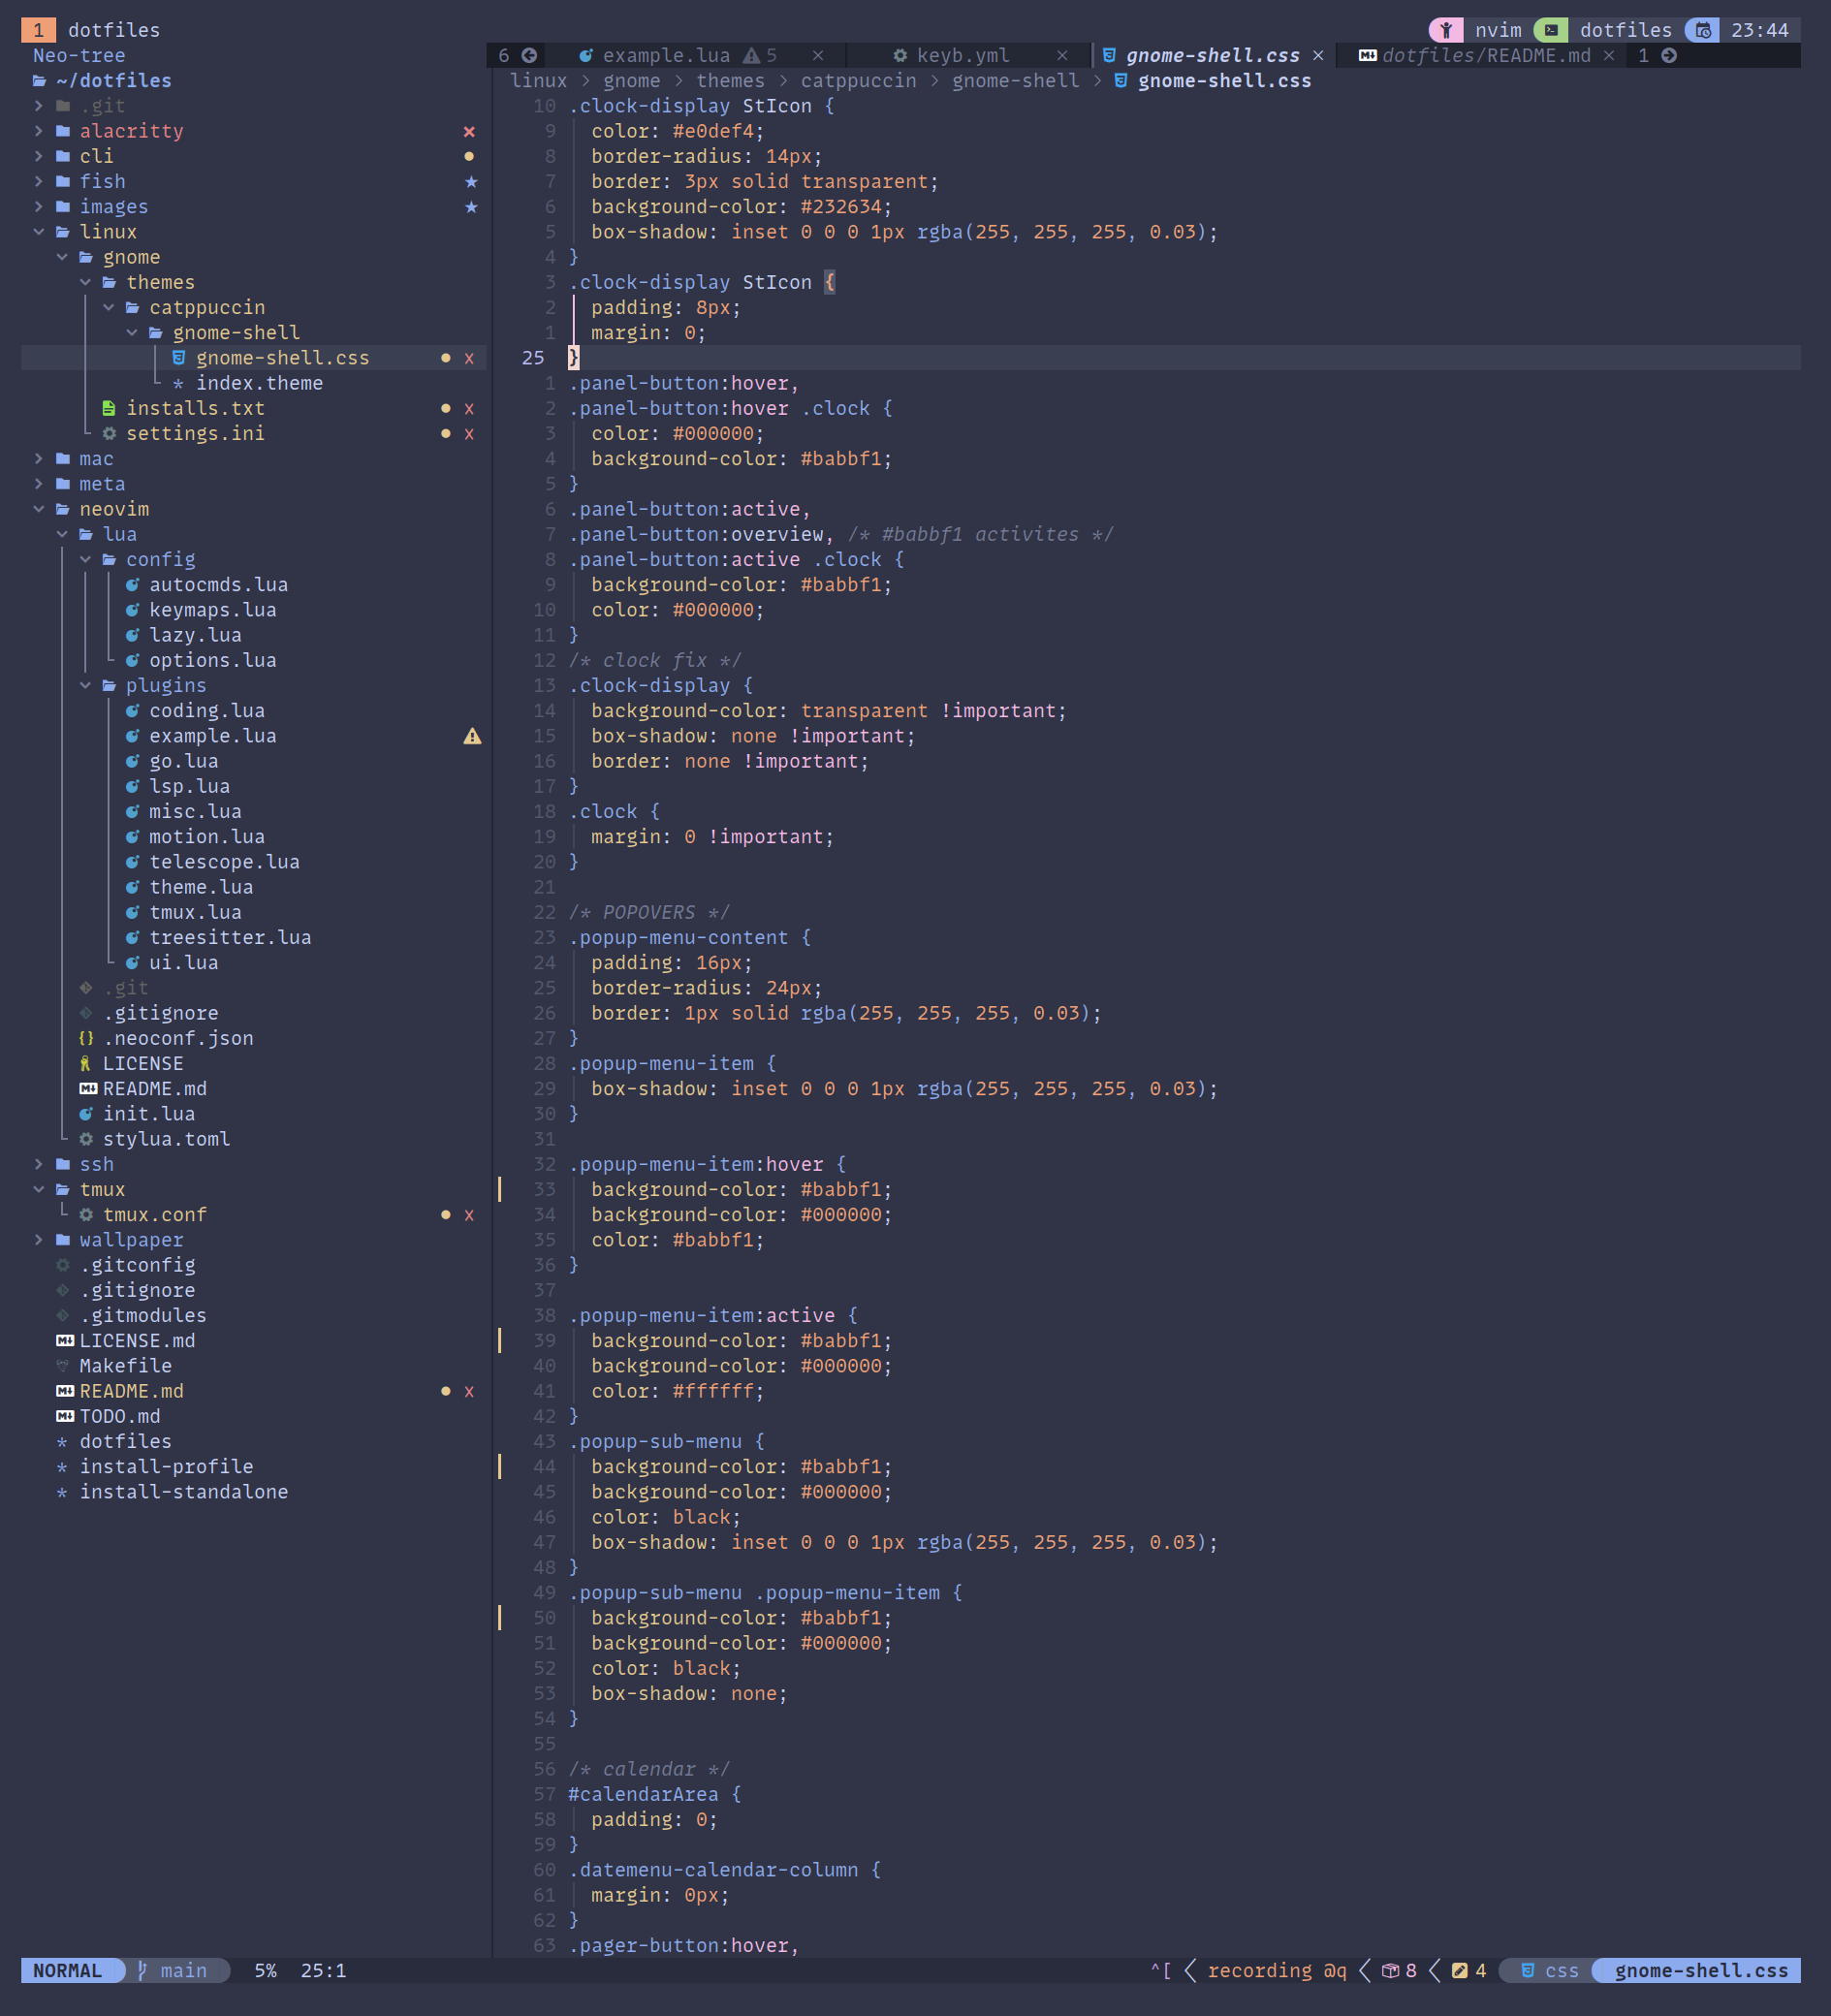 1 dotfiles
nvim dotfiles 23:44
Neo-tree
~/dotfiles
.git
alacritty
cli
fish
images
linux
gnome
themes
catppuccin
gnome-shell
gnome-shell.css x
index.theme
installs.txt x
settings.ini x
mac
meta
neovim
lua
config
autocmds.lua
keymaps.lua
lazy.lua
options.lua
plugins
coding.lua
example.lua
go.lua
lsp.lua
misc.lua
motion.lua
telescope.lua
theme.lua
tmux.lua
treesitter.lua
ui.lua
.git
.gitignore
{} .neoconf.json
LICENSE
README.md
init.lua
stylua.toml
ssh
tmux
tmux.conf x
wallpaper
.gitconfig
.gitignore
.gitmodules
LICENSE.md
Makefile
README.md x
TODO.md
* dotfiles
* install-profile
* install-standalone
6 example.lua 5 × keyb.yml × gnome-shell.css × dotfiles/README.md × 1
linux > gnome > themes > catppuccin > gnome-shell > gnome-shell.css
10 .clock-display StIcon {
9 color: #e0def4;
8 border-radius: 14px;
7 border: 3px solid transparent;
6 background-color: #232634;
5 box-shadow: inset 0 0 0 1px rgba(255, 255, 255, 0.03);
4 }
3 .clock-display StIcon {
2 padding: 8px;
1 margin: 0;
25 }
1 .panel-button:hover,
2 .panel-button:hover .clock {
3 color: #000000;
4 background-color: #babbf1;
5 }
6 .panel-button:active,
7 .panel-button:overview, /* #babbf1 activites */
8 .panel-button:active .clock {
9 background-color: #babbf1;
10 color: #000000;
11 }
12 /* clock fix */
13 .clock-display {
14 background-color: transparent !important;
15 box-shadow: none !important;
16 border: none !important;
17 }
18 .clock {
19 margin: 0 !important;
20 }
21
22 /* POPOVERS */
23 .popup-menu-content {
24 padding: 16px;
25 border-radius: 24px;
26 border: 1px solid rgba(255, 255, 255, 0.03);
27 }
28 .popup-menu-item {
29 box-shadow: inset 0 0 0 1px rgba(255, 255, 255, 0.03);
30 }
31
32 .popup-menu-item:hover {
33 background-color: #babbf1;
34 background-color: #000000;
35 color: #babbf1;
36 }
37
38 .popup-menu-item:active {
39 background-color: #babbf1;
40 background-color: #000000;
41 color: #ffffff;
42 }
43 .popup-sub-menu {
44 background-color: #babbf1;
45 background-color: #000000;
46 color: black;
47 box-shadow: inset 0 0 0 1px rgba(255, 255, 255, 0.03);
48 }
49 .popup-sub-menu .popup-menu-item {
50 background-color: #babbf1;
51 background-color: #000000;
52 color: black;
53 box-shadow: none;
54 }
55
56 /* calendar */
57 #calendarArea {
58 padding: 0;
59 }
60 .datemenu-calendar-column {
61 margin: 0px;
62 }
63 .pager-button:hover,
NORMAL main 5% 25:1 ^[ recording @q 8 4 css gnome-shell.css